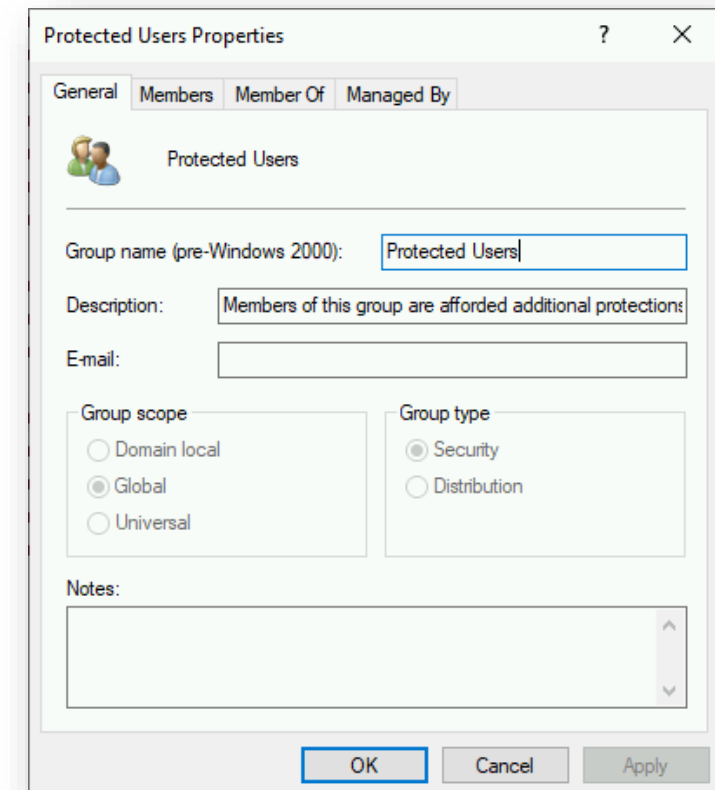 Protected Users Properties ? ✕
General Members Member Of Managed By
Protected Users
Group name (pre-Windows 2000): Protected Users
Description: Members of this group are afforded additional protections
E-mail:
Group scope Group type
Domain local Security
Global Distribution
Universal
Notes:
OK Cancel Apply